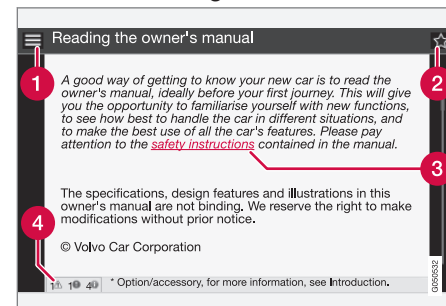 Reading the owner's manual
1
2
A good way of getting to know your new car is to read the
owner's manual, ideally before your first journey. This will give
you the opportunity to familiarise yourself with new functions,
to see how best to handle the car in different situations, and
to make the best use of all the car's features. Please pay
attention to the safety instructions contained in the manual.
3
The specifications, design features and illustrations in this
owner's manual are not binding. We reserve the right to make
modifications without prior notice.
4
© Volvo Car Corporation
1 1 4 * Option/accessory, for more information, see Introduction.
G050532